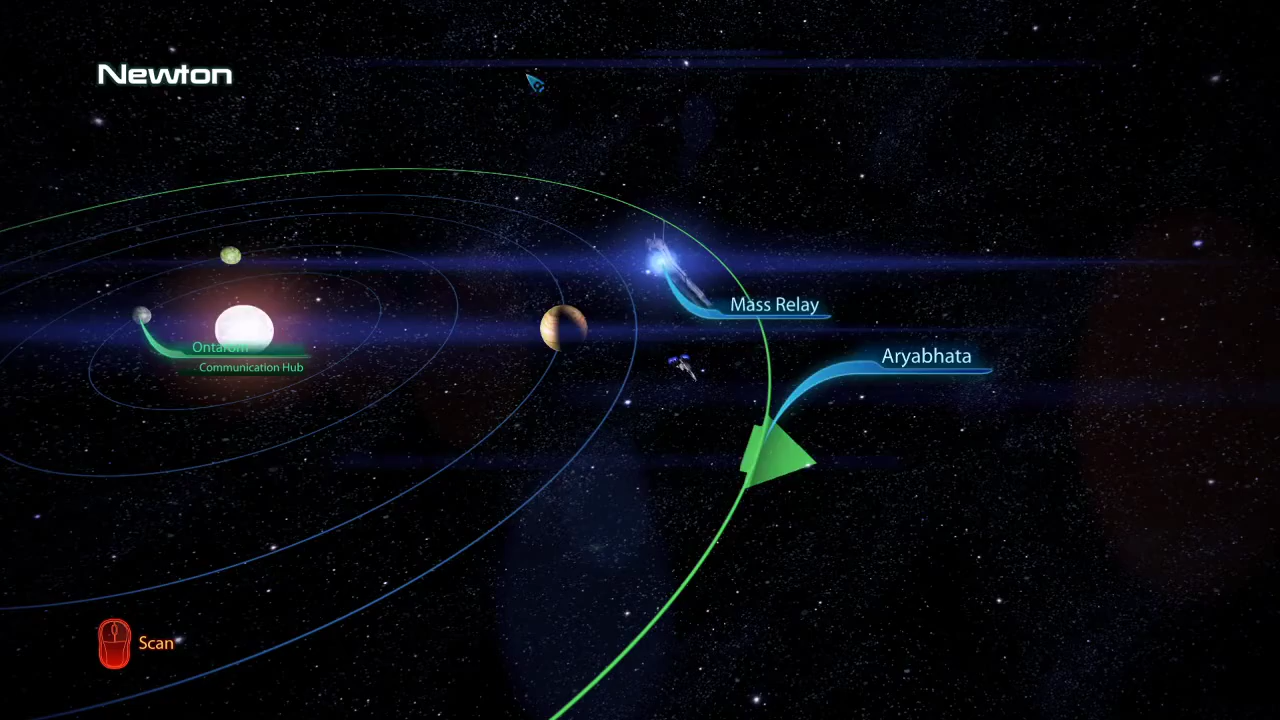 Newton
Mass Relay
Ontarom
Communication Hub
Aryabhata
Scan